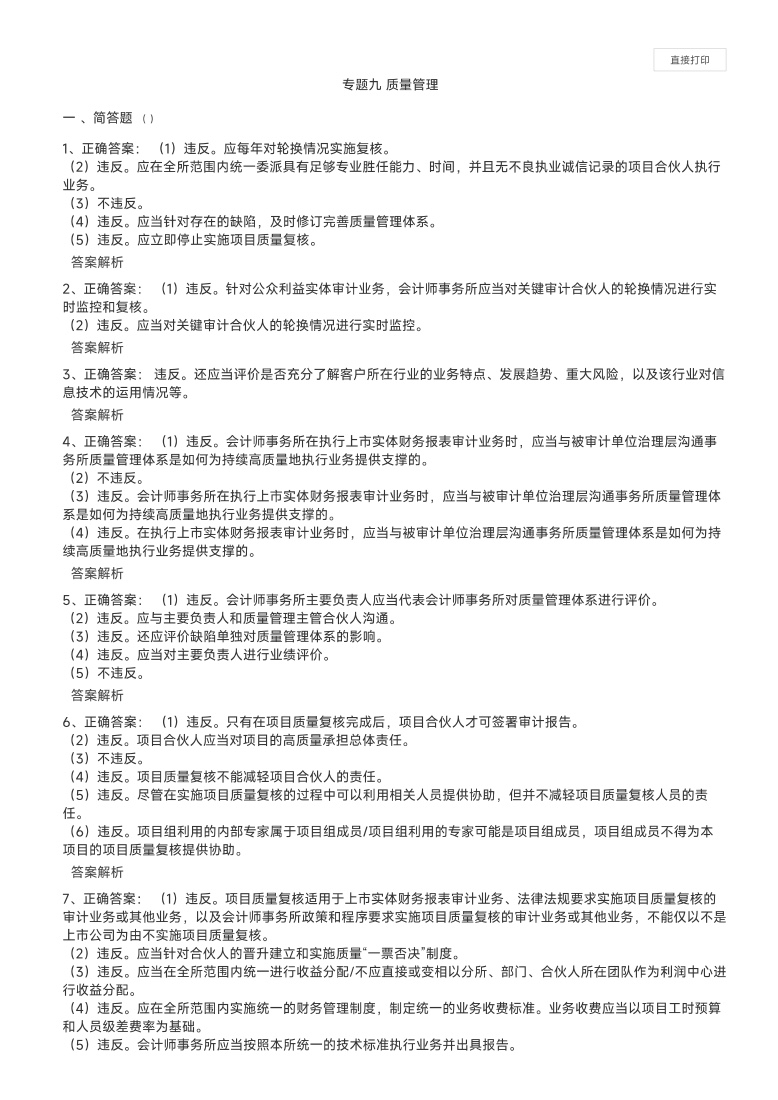 直接打印
专题九 质量管理
一 、简答题 （ ）
1、正确答案： （1）违反。应每年对轮换情况实施复核。
（2）违反。应在全所范围内统一委派具有足够专业胜任能力、时间，并且无不良执业诚信记录的项目合伙人执行
业务。
（3）不违反。
（4）违反。应当针对存在的缺陷，及时修订完善质量管理体系。
（5）违反。应立即停止实施项目质量复核。
答案解析
2、正确答案： （1）违反。针对公众利益实体审计业务，会计师事务所应当对关键审计合伙人的轮换情况进行实
时监控和复核。
（2）违反。应当对关键审计合伙人的轮换情况进行实时监控。
答案解析
3、正确答案： 违反。还应当评价是否充分了解客户所在行业的业务特点、发展趋势、重大风险，以及该行业对信
息技术的运用情况等。
答案解析
4、正确答案： （1）违反。会计师事务所在执行上市实体财务报表审计业务时，应当与被审计单位治理层沟通事
务所质量管理体系是如何为持续高质量地执行业务提供支撑的。
（2）不违反。
（3）违反。会计师事务所在执行上市实体财务报表审计业务时，应当与被审计单位治理层沟通事务所质量管理体
系是如何为持续高质量地执行业务提供支撑的。
（4）违反。在执行上市实体财务报表审计业务时，应当与被审计单位治理层沟通事务所质量管理体系是如何为持
续高质量地执行业务提供支撑的。
答案解析
5、正确答案： （1）违反。会计师事务所主要负责人应当代表会计师事务所对质量管理体系进行评价。
（2）违反。应与主要负责人和质量管理主管合伙人沟通。
（3）违反。还应评价缺陷单独对质量管理体系的影响。
（4）违反。应当对主要负责人进行业绩评价。
（5）不违反。
答案解析
6、正确答案： （1）违反。只有在项目质量复核完成后，项目合伙人才可签署审计报告。
（2）违反。项目合伙人应当对项目的高质量承担总体责任。
（3）不违反。
（4）违反。项目质量复核不能减轻项目合伙人的责任。
（5）违反。尽管在实施项目质量复核的过程中可以利用相关人员提供协助，但并不减轻项目质量复核人员的责
任。
（6）违反。项目组利用的内部专家属于项目组成员/项目组利用的专家可能是项目组成员，项目组成员不得为本
项目的项目质量复核提供协助。
答案解析
7、正确答案： （1）违反。项目质量复核适用于上市实体财务报表审计业务、法律法规要求实施项目质量复核的
审计业务或其他业务，以及会计师事务所政策和程序要求实施项目质量复核的审计业务或其他业务，不能仅以不是
上市公司为由不实施项目质量复核。
（2）违反。应当针对合伙人的晋升建立和实施质量“一票否决”制度。
（3）违反。应当在全所范围内统一进行收益分配/不应直接或变相以分所、部门、合伙人所在团队作为利润中心进
行收益分配。
（4）违反。应在全所范围内实施统一的财务管理制度，制定统一的业务收费标准。业务收费应当以项目工时预算
和人员级差费率为基础。
（5）违反。会计师事务所应当按照本所统一的技术标准执行业务并出具报告。